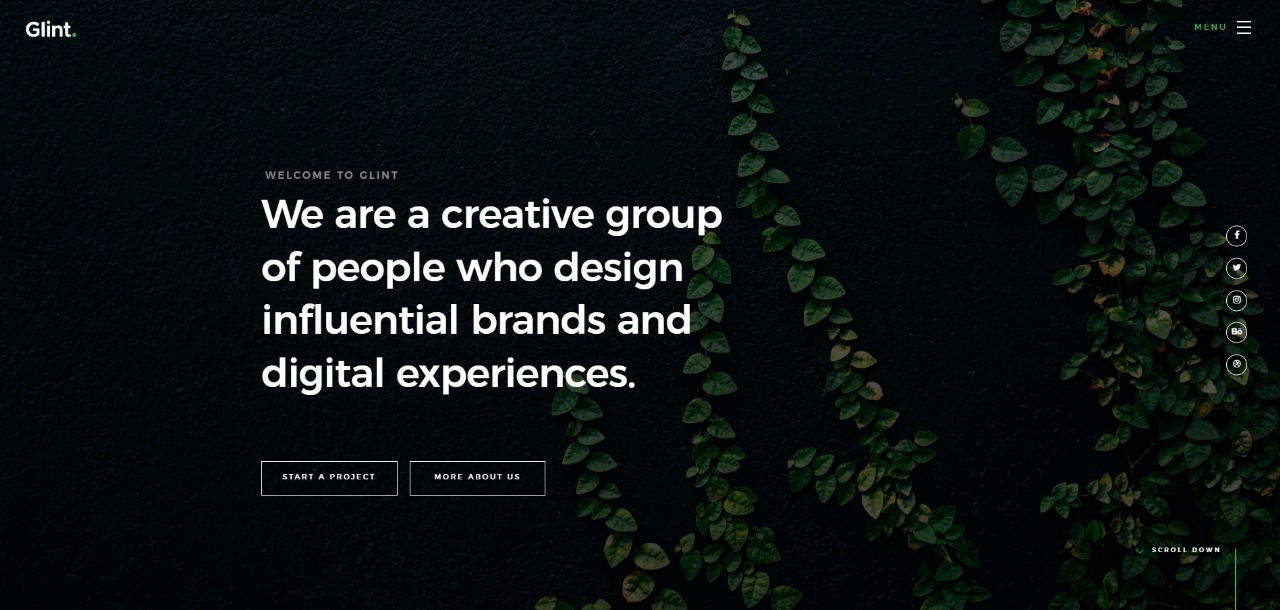 Glint.
MENU
WELCOME TO GLINT
We are a creative group
of people who design
influential brands and
digital experiences.
START A PROJECT
MORE ABOUT US
Bē
SCROLL DOWN